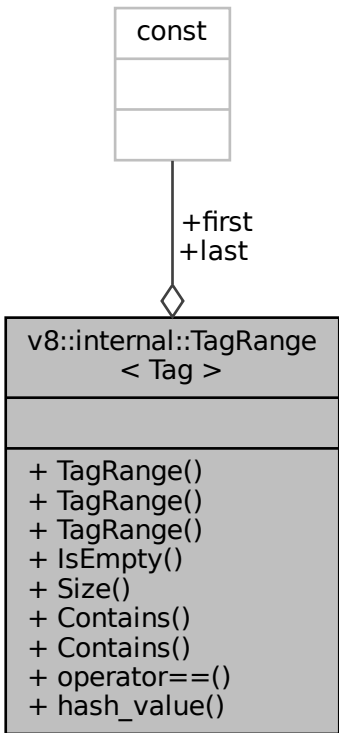 const
+first
+last
v8::internal::TagRange
< Tag >
+ TagRange()
+ TagRange()
+ TagRange()
+ IsEmpty()
+ Size()
+ Contains()
+ Contains()
+ operator==()
+ hash_value()